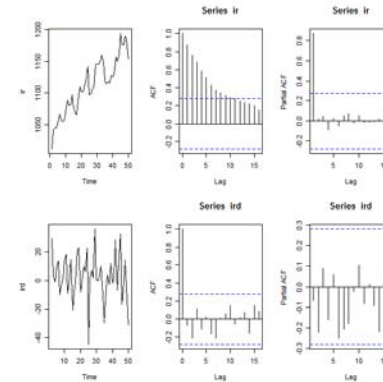 Series ir
Series ir
ir
1050 1100 1150 1200
0 10 20 30 40 50
Time
ACF
-0.2 0.0 0.2 0.4 0.6 0.8 1.0
0 5 10 15
Lag
Partial ACF
-0.2 0.0 0.2 0.4 0.6 0.8
5 1
Lag
Series ird
Series ird
ird
-40 -20 0 20
10 20 30 40 50
Time
ACF
-0.2 0.0 0.2 0.4 0.6 0.8 1.0
0 5 10 15
Lag
Partial ACF
-0.3 -0.2 -0.1 0.0 0.1 0.2 0.3
5 10
Lag